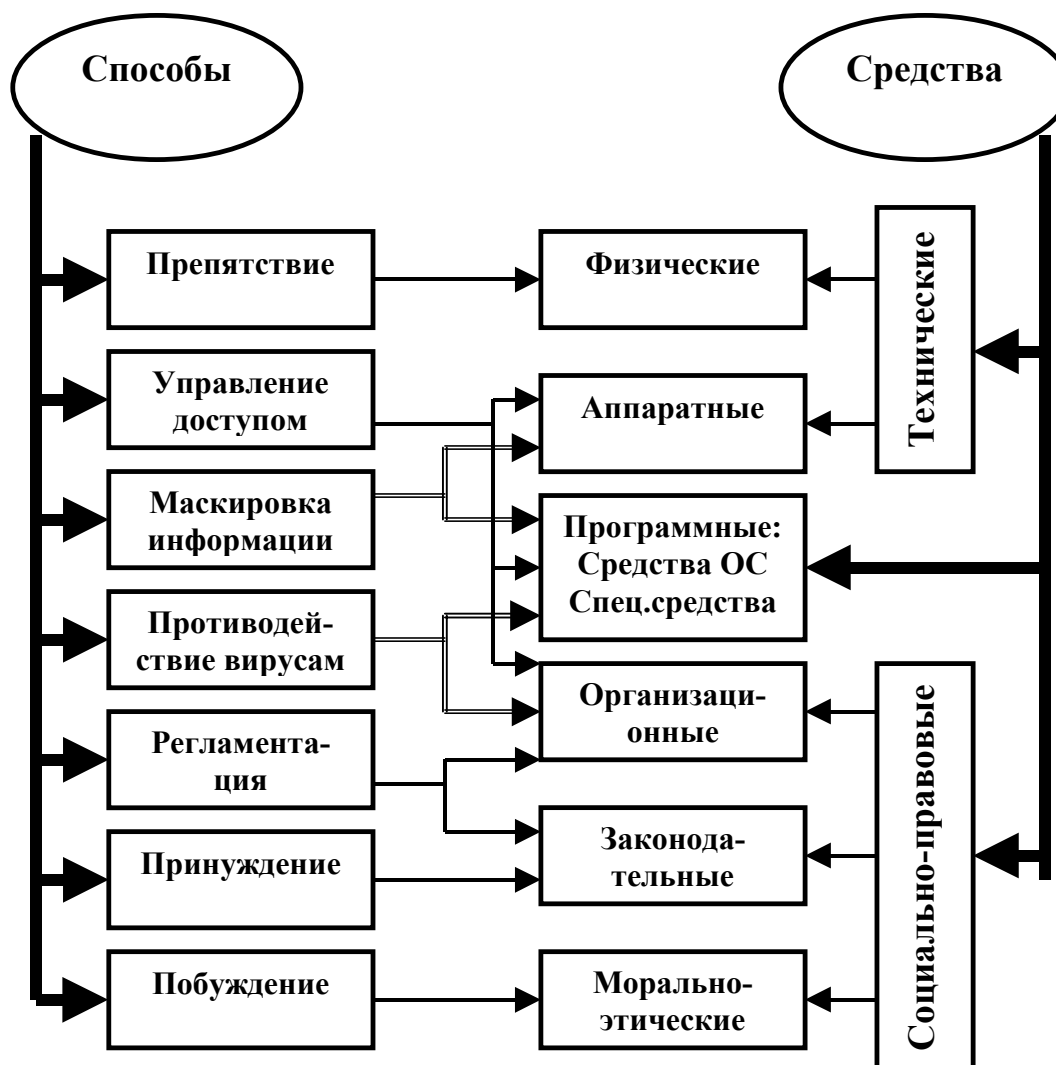 Способы
Средства
Препятствие
Физические
Технические
Управление
доступом
Аппаратные
Маскировка
информации
Программные:
Средства ОС
Спец.средства
Противодей-
ствие вирусам
Организаци-
онные
Социально-правовые
Регламента-
ция
Законода-
тельные
Принуждение
Побуждение
Морально-
этические